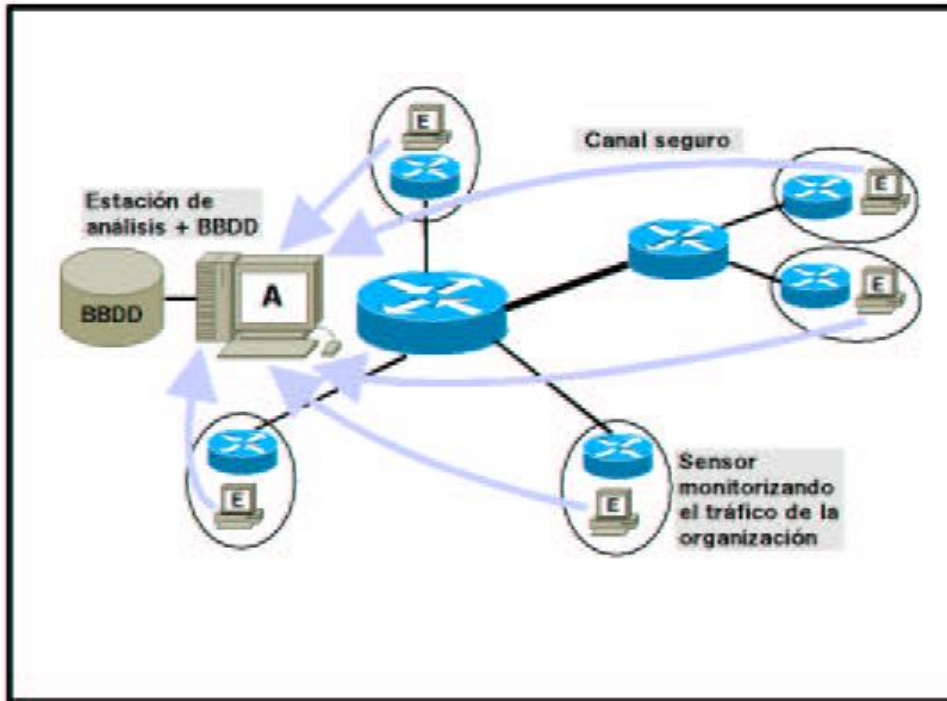 E
Canal seguro
E
Estación de
análisis + BBDD
A
BBDD
E
E
E
Sensor
monitorizando
el tráfico de la
organización